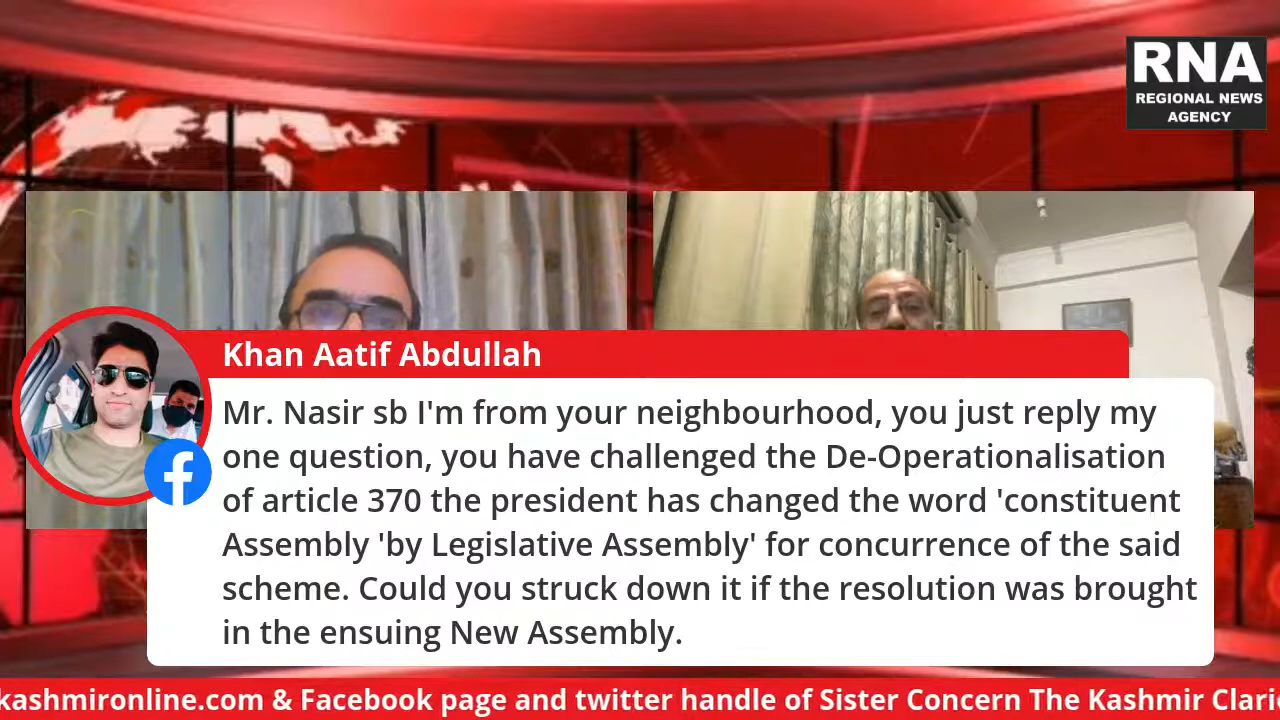 RNA
REGIONAL NEWS
AGENCY
Khan Aatif Abdullah
Mr. Nasir sb I'm from your neighbourhood, you just reply my
one question, you have challenged the De-Operationalisation
of article 370 the president has changed the word 'constituent
Assembly 'by Legislative Assembly' for concurrence of the said
scheme. Could you struck down it if the resolution was brought
in the ensuing New Assembly.
kashmironline.com & Facebook page and twitter handle of Sister Concern The Kashmir